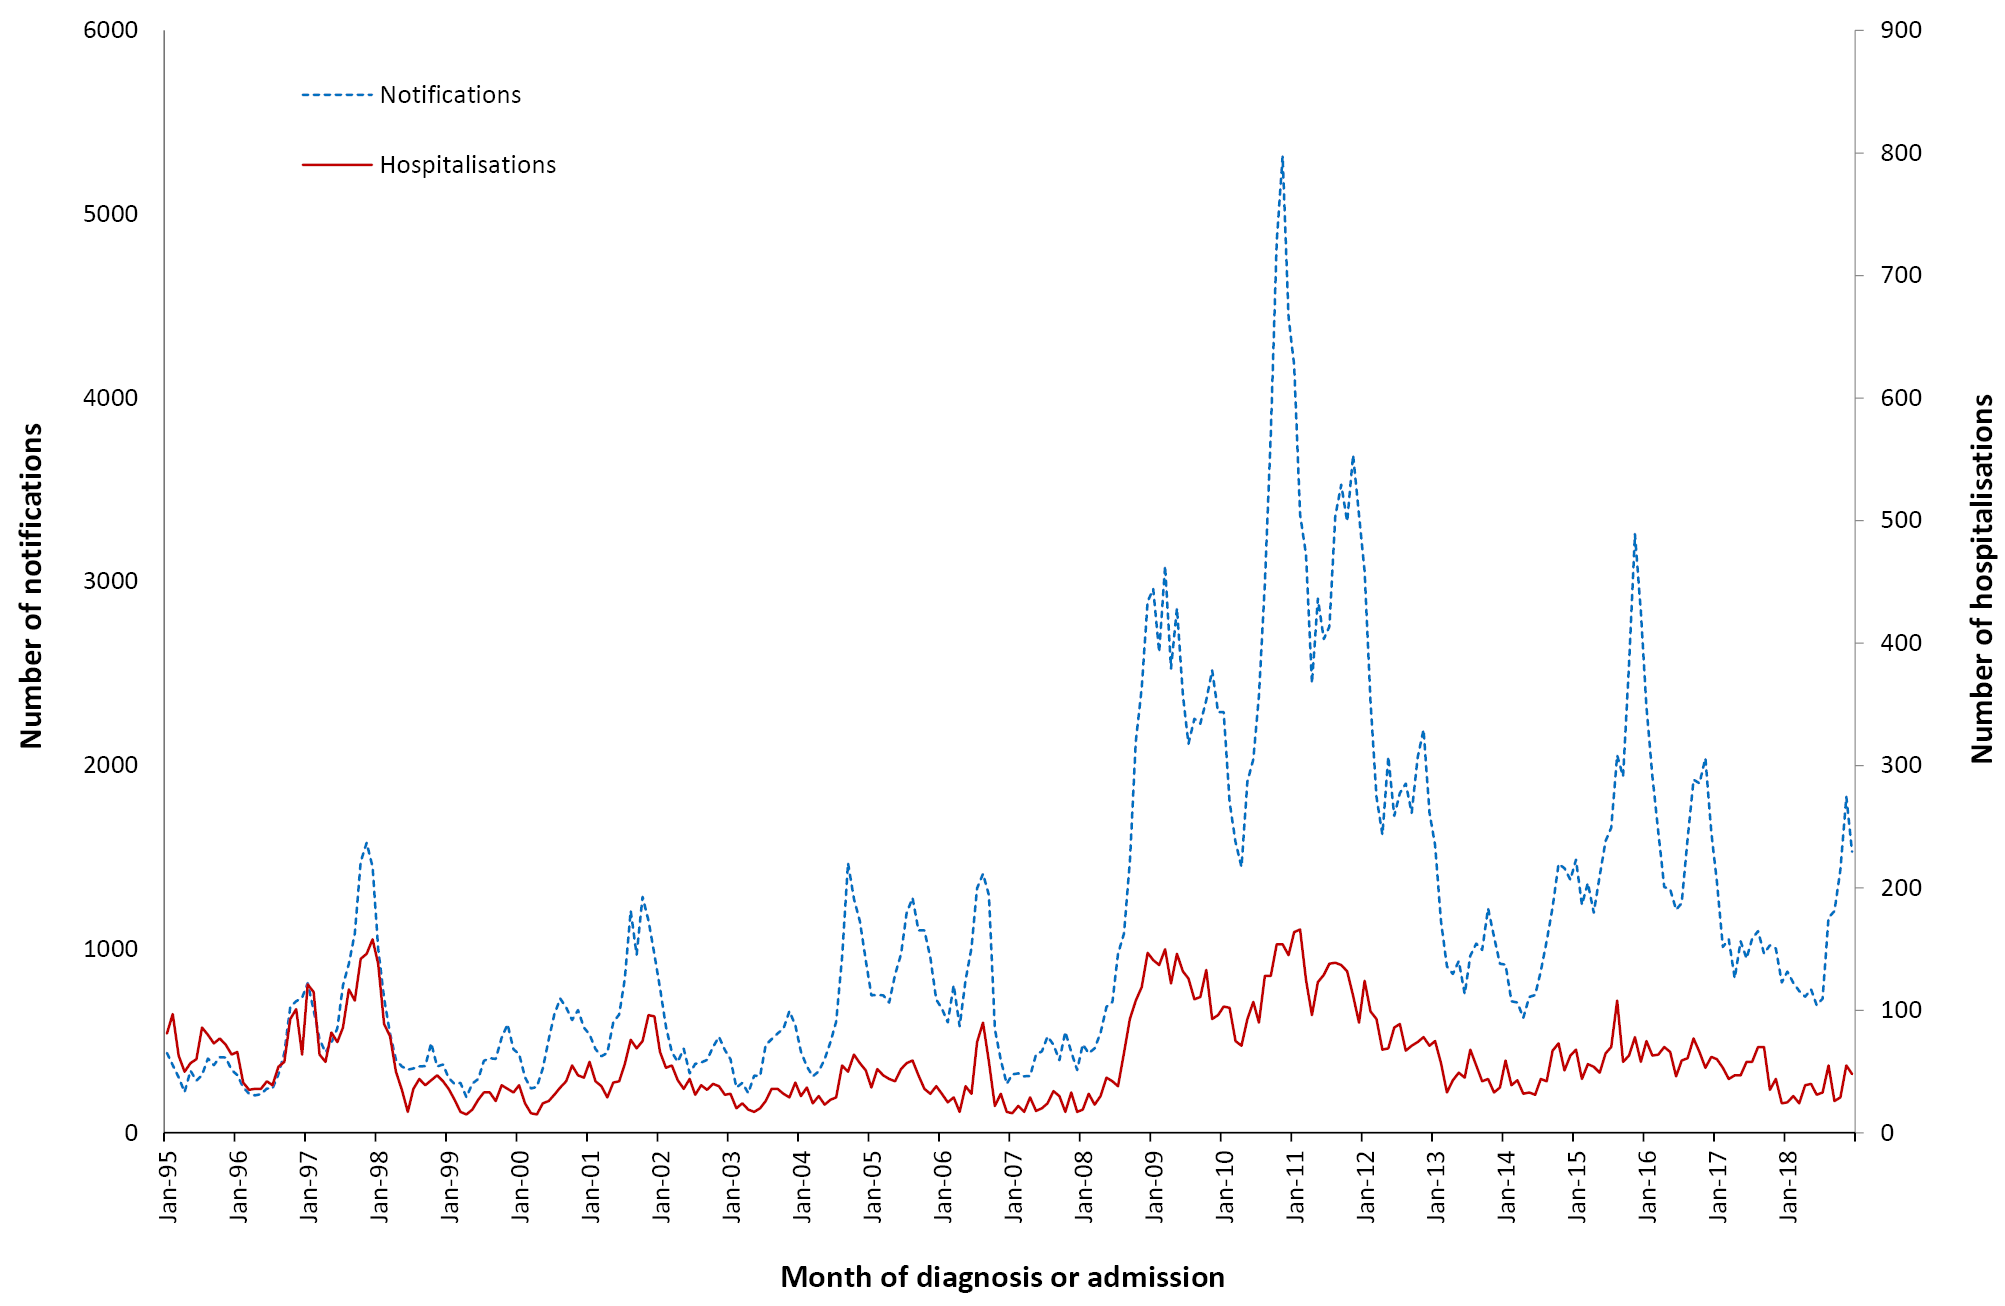 6000
5000
4000
3000
2000
1000
0
Number of notifications
Notifications
Hospitalisations
900
800
700
600
500
400
300
200
100
0
Number of hospitalisations
Jan-95
Jan-96
Jan-97
Jan-98
Jan-99
Jan-00
Jan-01
Jan-02
Jan-03
Jan-04
Jan-05
Jan-06
Jan-07
Jan-08
Jan-09
Jan-10
Jan-11
Jan-12
Jan-13
Jan-14
Jan-15
Jan-16
Jan-17
Jan-18
Month of diagnosis or admission